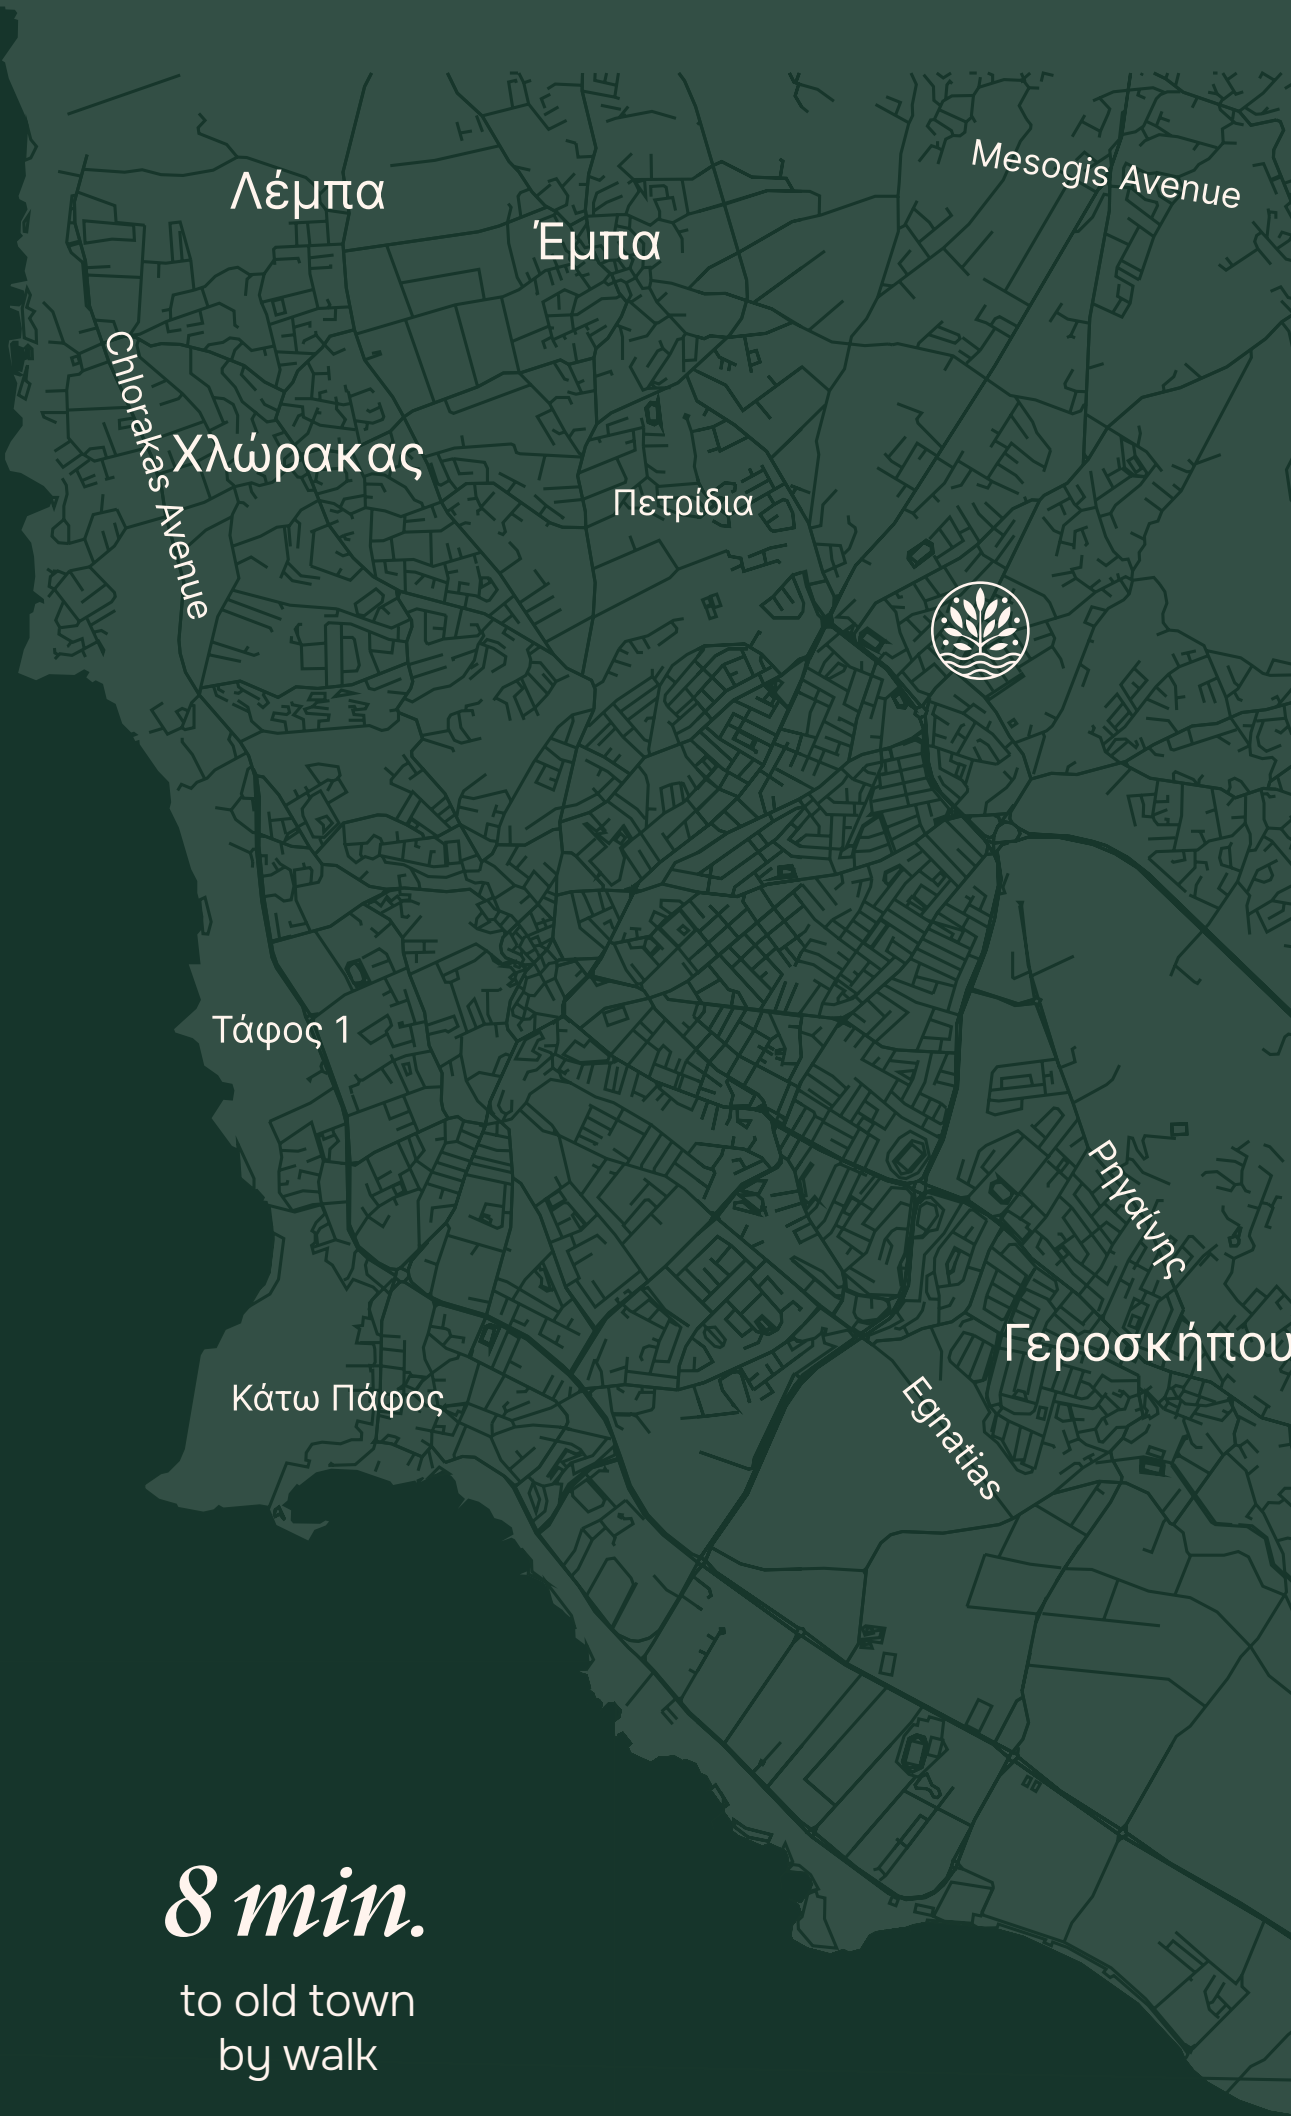 Mesogis Avenue
Λέμπα
Έμπα
Chlorakas Avenue
Χλώρακας
Πετρίδια
Τάφος 1
Ρηγαίνης
Γεροσκήπου
Κάτω Πάφος
Egnatias
8 min.
to old town
by walk